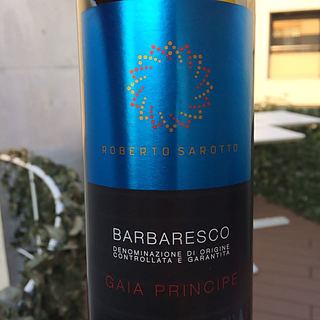 ROBERTO SAROTTO
BARBARESCO
DENOMINAZIONE DI ORIGINE
CONTROLLATA E GARANTITA
GAIA PRINCIPE